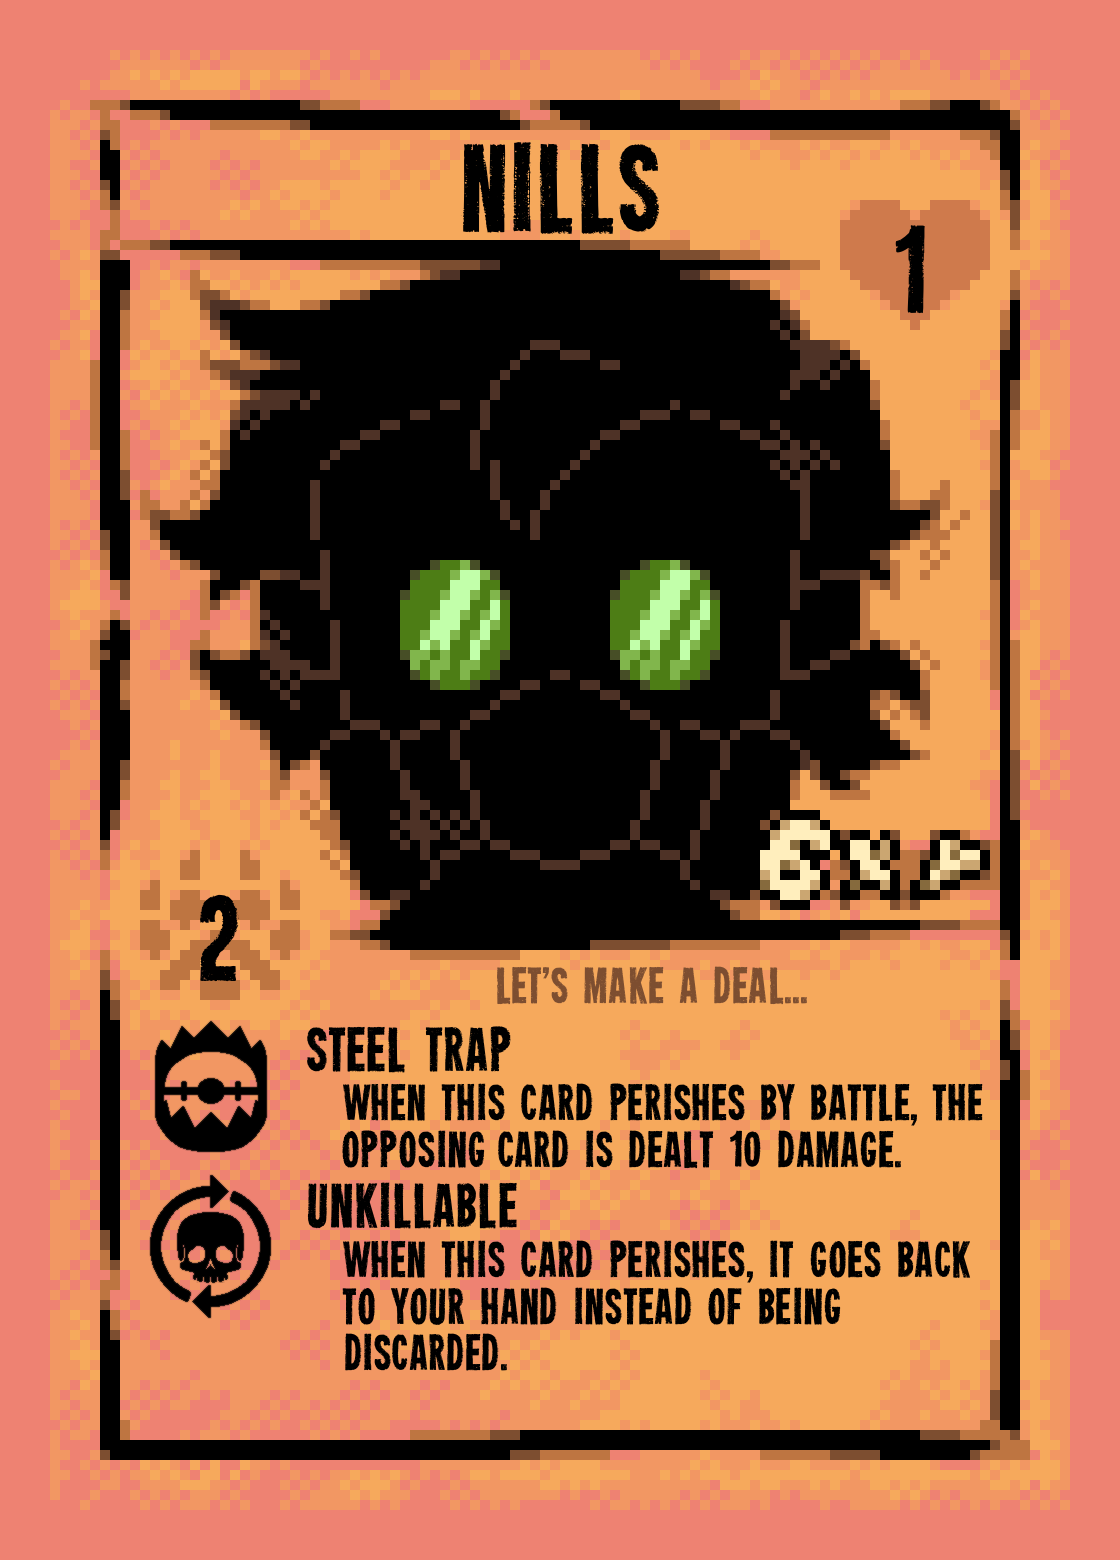 NILLS
1
6 X
2
LET'S MAKE A DEAL...
STEEL TRAP
WHEN THIS CARD PERISHES BY BATTLE, THE
OPPOSING CARD IS DEALT 10 DAMAGE.
UNKILLABLE
WHEN THIS CARD PERISHES, IT GOES BACK
TO YOUR HAND INSTEAD OF BEING
DISCARDED.